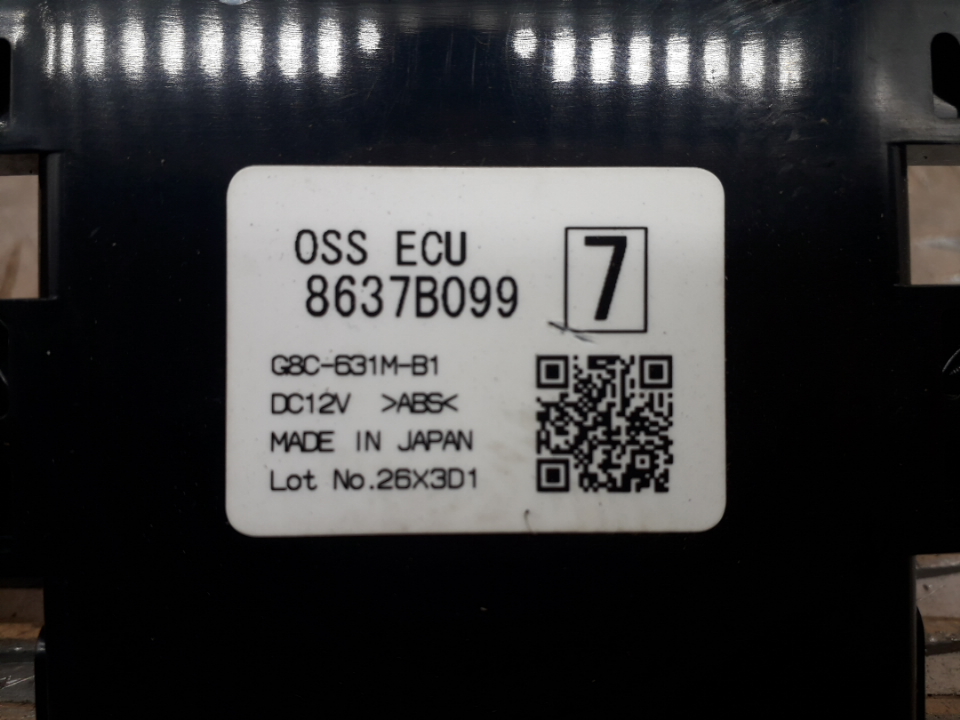 OSS ECU
8637B099
7
G8C-631M-B1
DC12V >ABS<
MADE IN JAPAN
Lot No.26X3D1